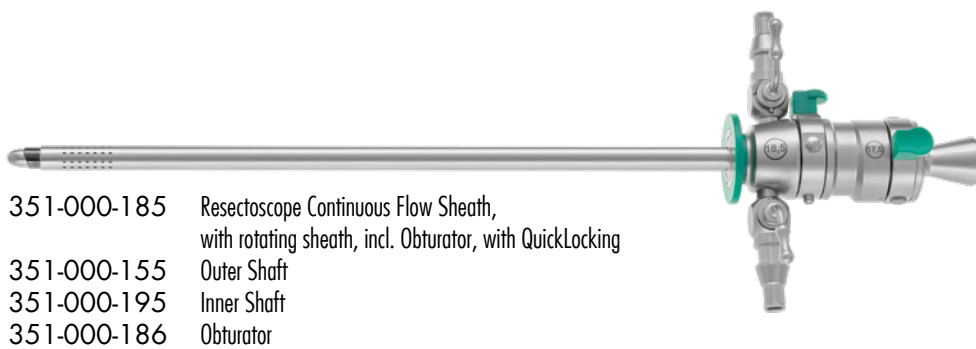 18,5
17,5
351-000-185 Resectoscope Continuous Flow Sheath,
with rotating sheath, incl. Obturator, with QuickLocking
351-000-155 Outer Shaft
351-000-195 Inner Shaft
351-000-186 Obturator